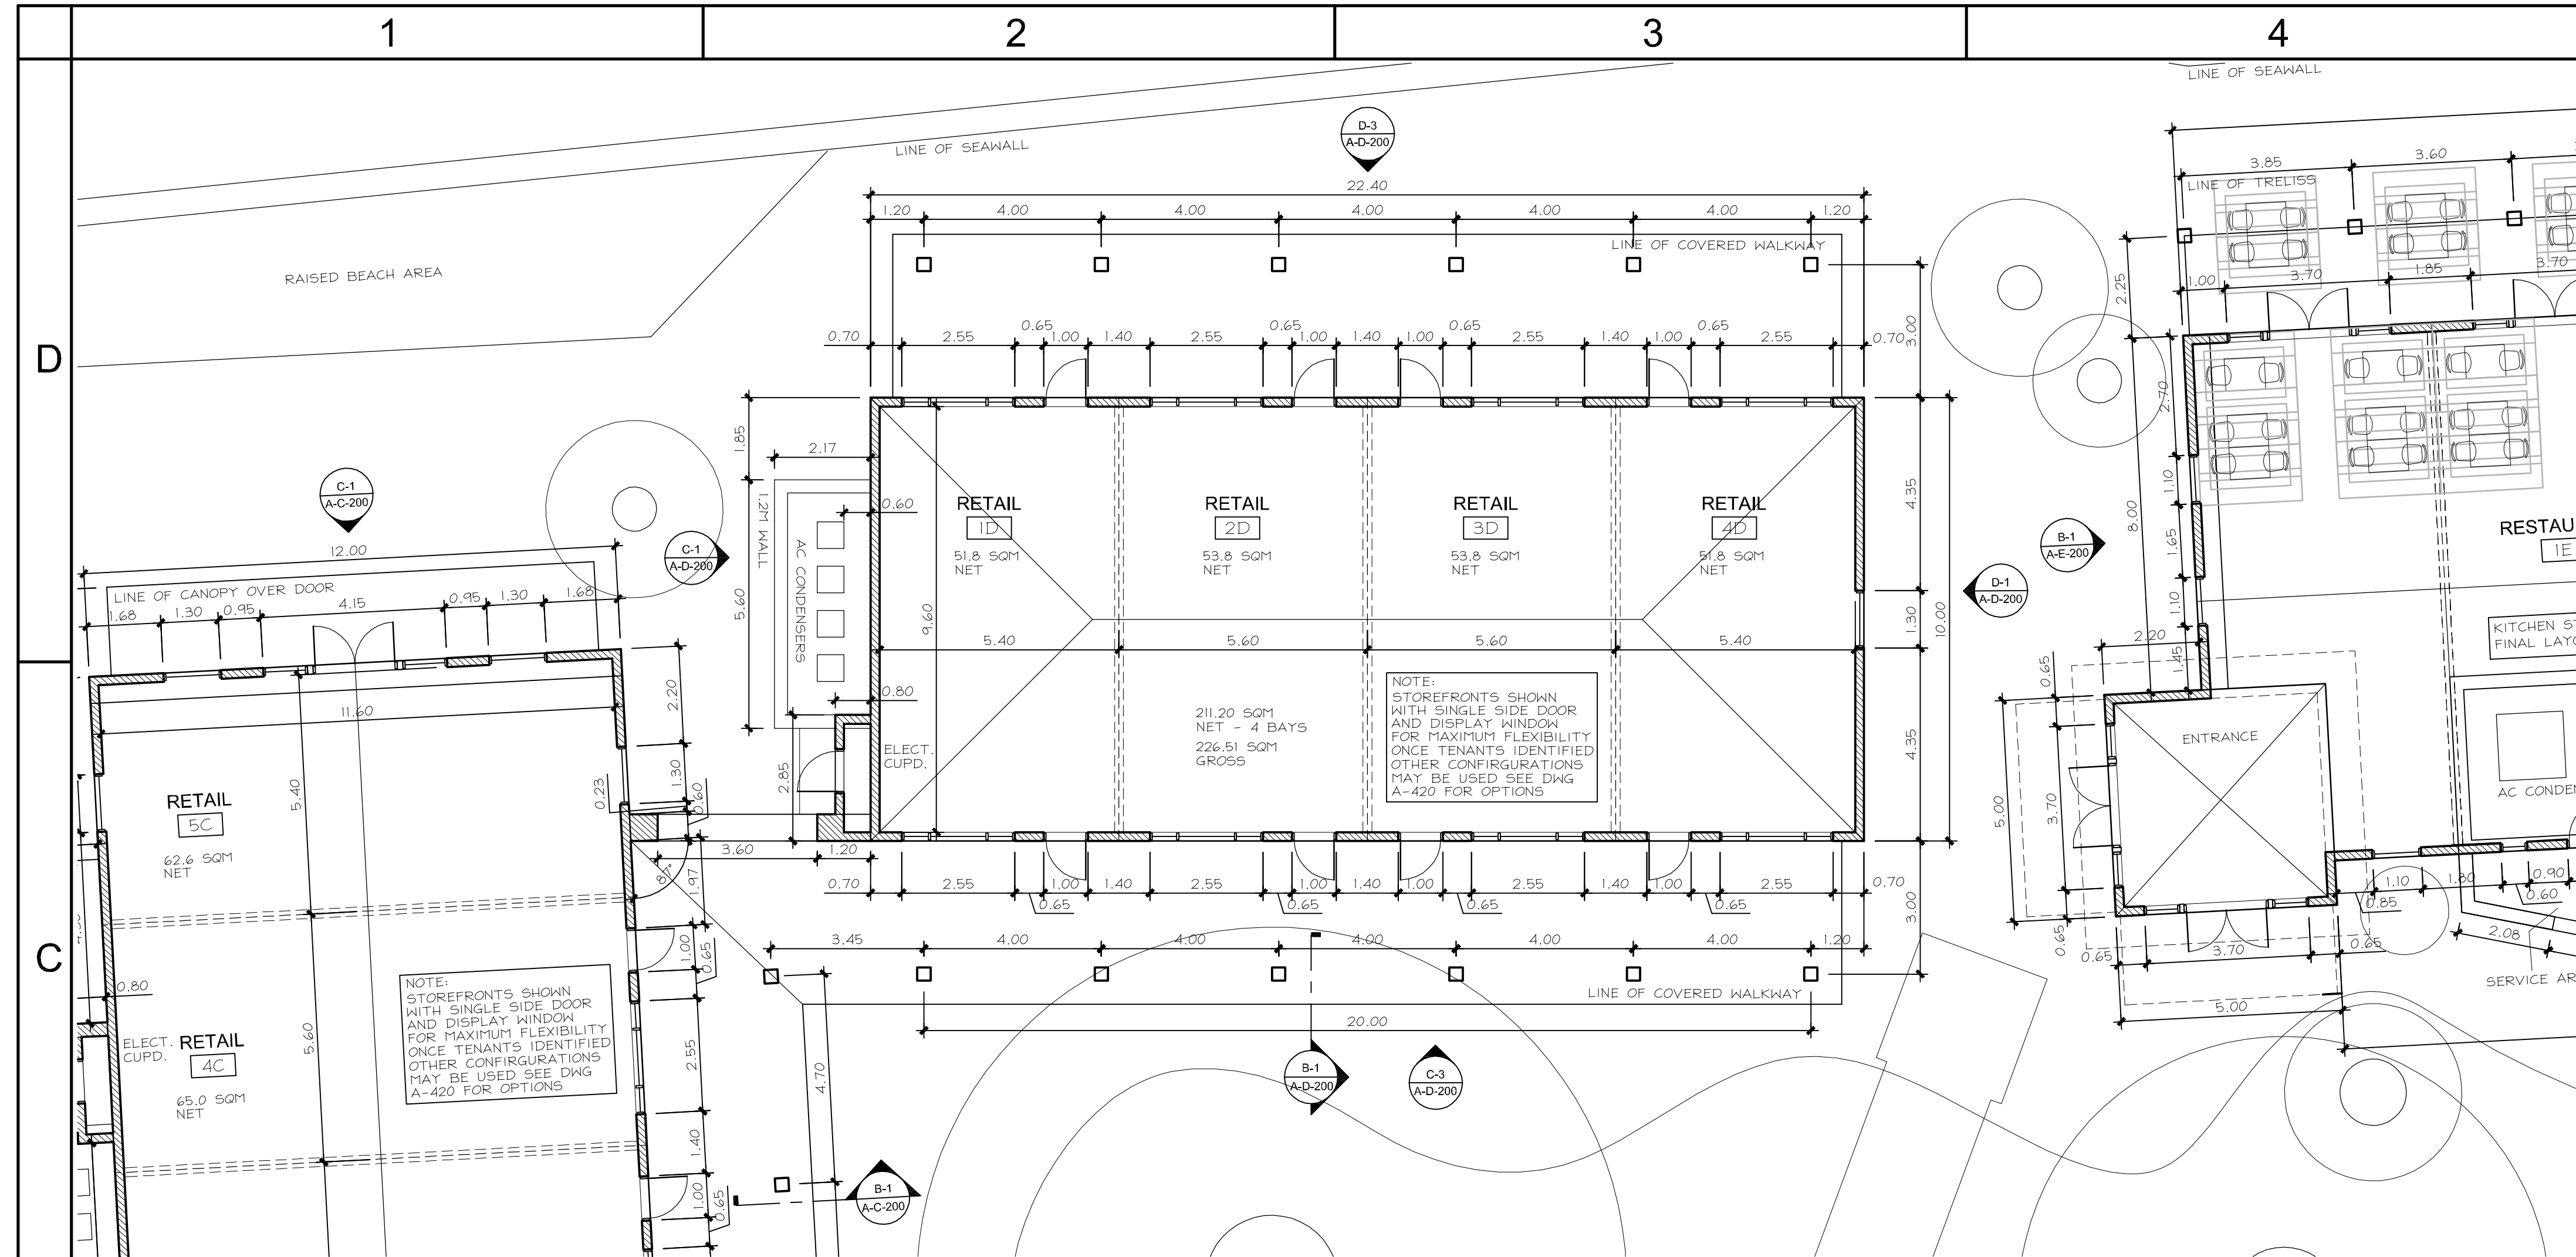 1
2
3
4
D
C
LINE OF SEAWALL
LINE OF SEAWALL
RAISED BEACH AREA
D-3
A-D-200
22.40
1.20
4.00
4.00
4.00
4.00
4.00
1.20
LINE OF COVERED WALKWAY
0.70
2.55
0.65
1.00
1.40
2.55
0.65
1.00
1.40
1.00
0.65
2.55
1.40
1.00
0.65
2.55
0.70
3.00
1.85
2.17
0.60
1.2M WALL
AC CONDENSERS
5.60
0.80
2.85
ELECT.
CUPD.
9.60
RETAIL
1D
51.8 SQM
NET
RETAIL
2D
53.8 SQM
NET
RETAIL
3D
53.8 SQM
NET
RETAIL
4D
51.8 SQM
NET
5.40
5.60
5.60
5.40
211.20 SQM
NET - 4 BAYS
226.51 SQM
GROSS
NOTE:
STOREFRONTS SHOWN
WITH SINGLE SIDE DOOR
AND DISPLAY WINDOW
FOR MAXIMUM FLEXIBILITY
ONCE TENANTS IDENTIFIED
OTHER CONFIRGURATIONS
MAY BE USED SEE DWG
A-420 FOR OPTIONS
4.35
1.30
4.35
10.00
3.00
3.60
1.20
0.70
2.55
1.00
1.40
2.55
1.00
1.40
1.00
2.55
1.40
1.00
2.55
0.70
0.65
0.65
0.65
0.65
3.45
4.00
4.00
4.00
4.00
4.00
1.20
LINE OF COVERED WALKWAY
20.00
4.70
B-1
A-D-200
C-3
A-D-200
B-1
A-C-200
C-1
A-D-200
D-1
A-D-200
C-1
A-C-200
12.00
LINE OF CANOPY OVER DOOR
1.68
1.30
0.95
4.15
0.95
1.30
1.68
11.60
2.20
1.30
0.60
0.23
87°
1.97
5.40
RETAIL
5C
62.6 SQM
NET
0.80
ELECT.
CUPD.
RETAIL
4C
65.0 SQM
NET
5.60
NOTE:
STOREFRONTS SHOWN
WITH SINGLE SIDE DOOR
AND DISPLAY WINDOW
FOR MAXIMUM FLEXIBILITY
ONCE TENANTS IDENTIFIED
OTHER CONFIRGURATIONS
MAY BE USED SEE DWG
A-420 FOR OPTIONS
1.00
0.65
2.55
1.40
1.00
0.65
3.85
3.60
LINE OF TRELISS
2.25
1.00
3.70
1.85
3.70
2.70
1.10
1.65
1.10
1.45
8.00
B-1
A-E-200
RESTAU
1E
KITCHEN S
FINAL LAY
2.20
0.65
5.00
3.70
0.65
ENTRANCE
AC CONDE
0.65
3.70
0.65
5.00
1.10
0.85
1.80
0.90
0.60
2.08
SERVICE AR